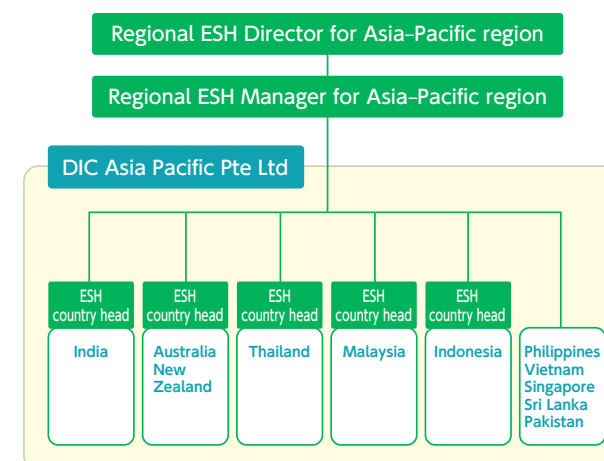 Regional ESH Director for Asia–Pacific region
Regional ESH Manager for Asia–Pacific region
DIC Asia Pacific Pte Ltd
ESH
country head
India
ESH
country head
Australia
New
Zealand
ESH
country head
Thailand
ESH
country head
Malaysia
ESH
country head
Indonesia
Philippines
Vietnam
Singapore
Sri Lanka
Pakistan